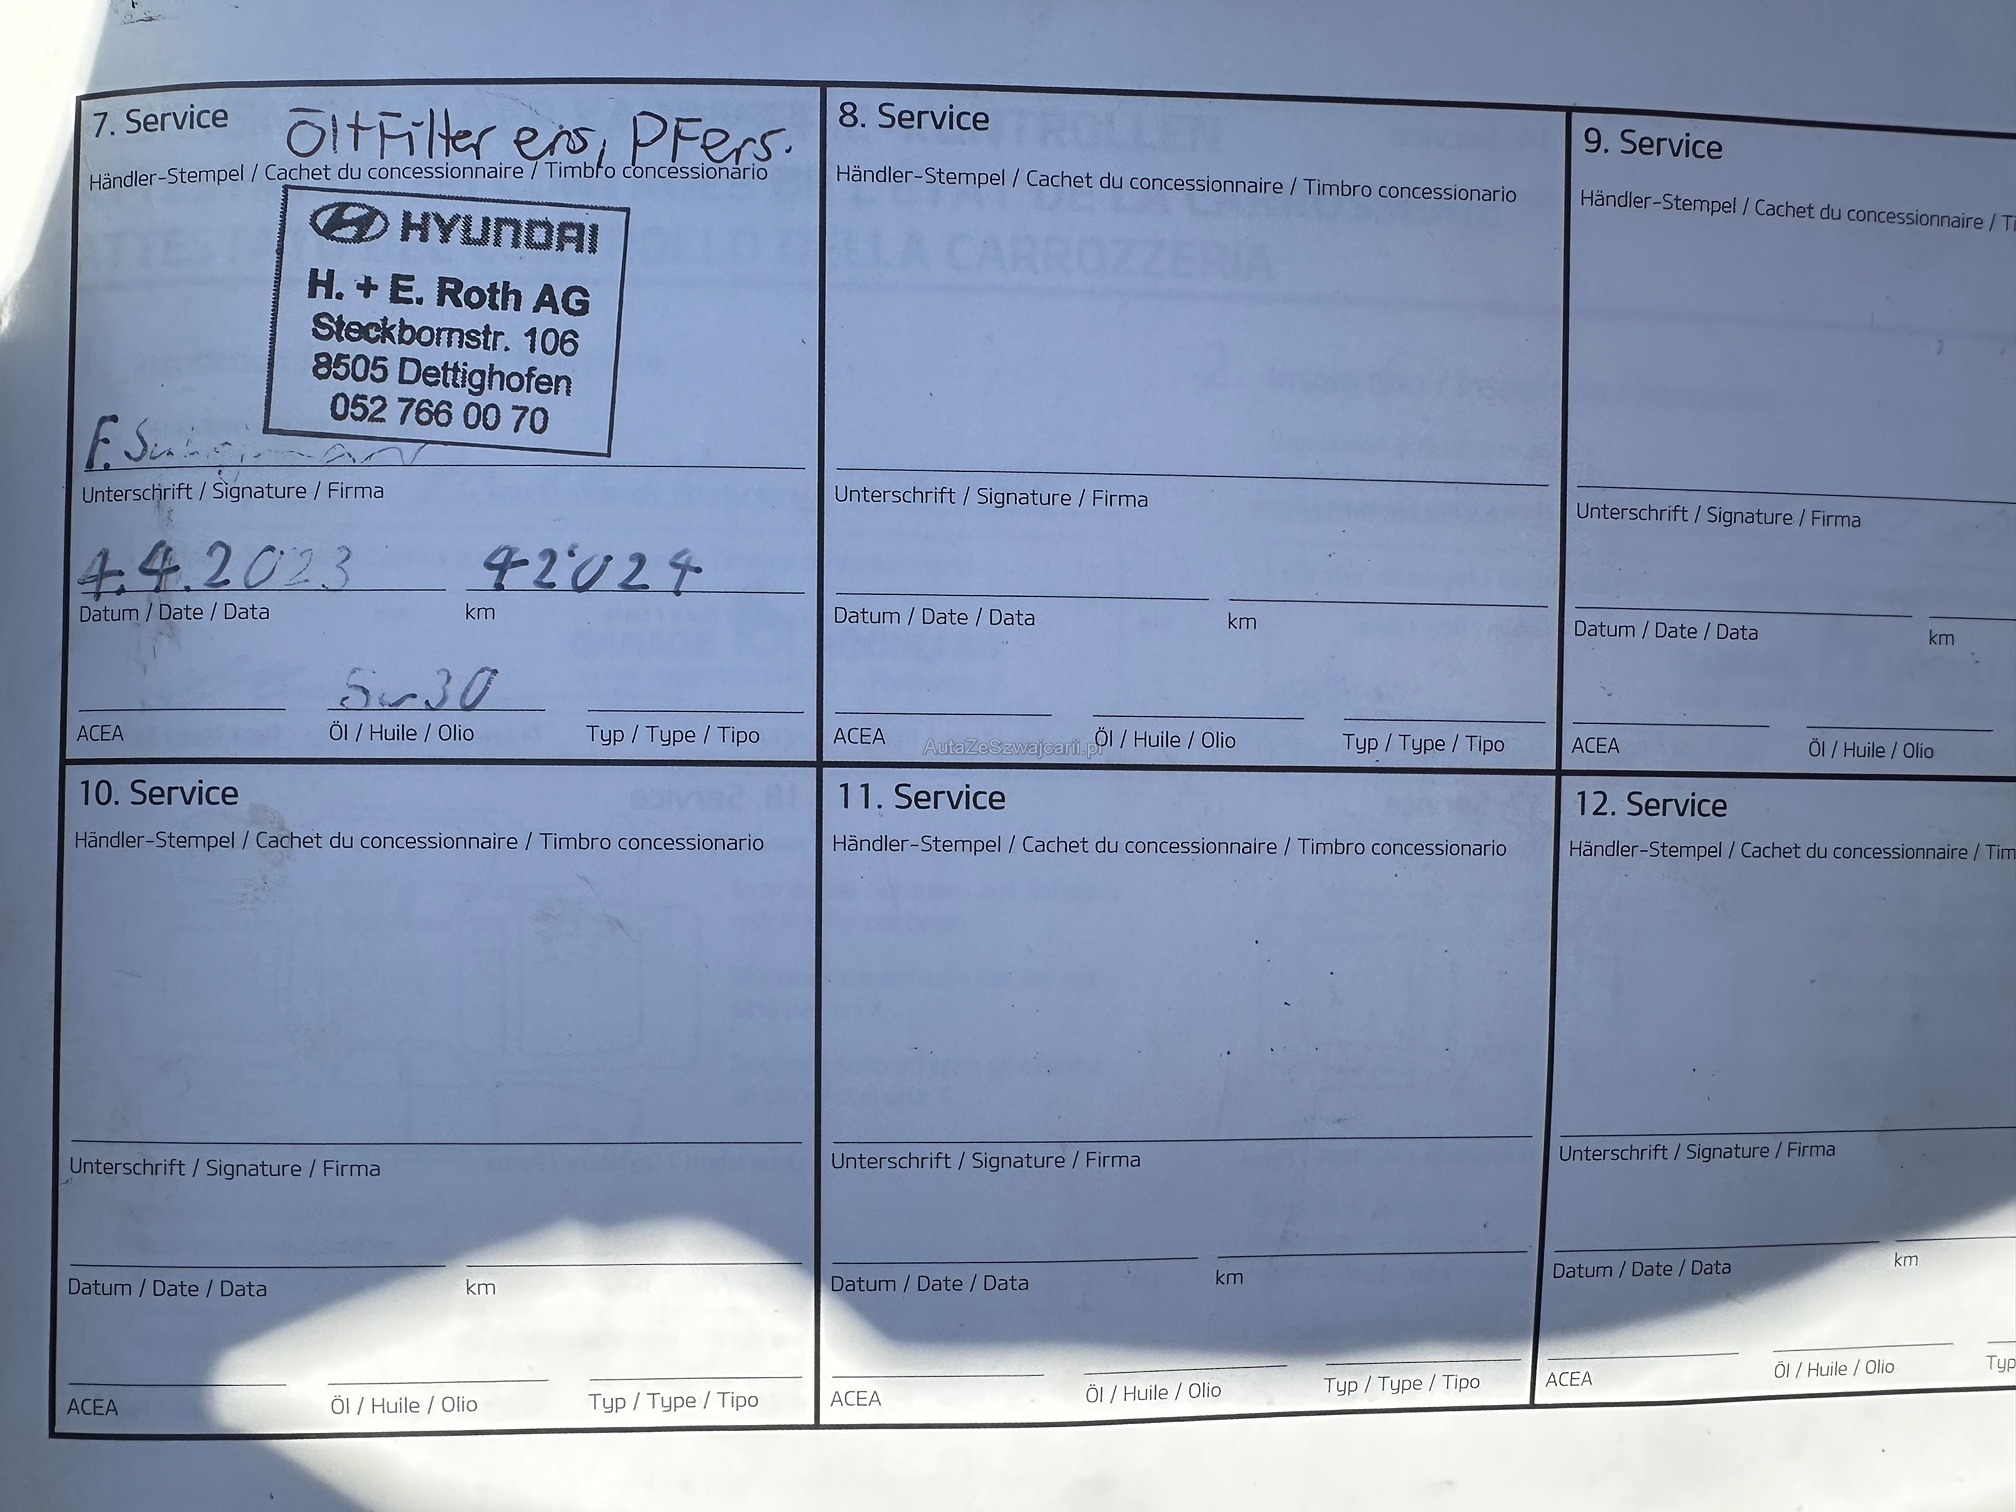 7. Service Öl+Filter ers, PFers.
Händler-Stempel / Cachet du concessionnaire / Timbro concessionario
HYUNDAI
H. + E. Roth AG
Steckbornstr. 106
8505 Dettighofen
052 766 00 70
F.
Unterschrift / Signature / Firma
4.4.2023 42'024
Datum / Date / Data km
5w30
ACEA Öl / Huile / Olio Typ / Type / Tipo
8. Service
Händler-Stempel / Cachet du concessionnaire / Timbro concessionario
Unterschrift / Signature / Firma
Datum / Date / Data km
ACEA Öl / Huile / Olio Typ / Type / Tipo
AutaZeSzwajcarii.pl
9. Service
Händler-Stempel / Cachet du concessionnaire / Ti
Unterschrift / Signature / Firma
Datum / Date / Data km
ACEA Öl / Huile / Olio
10. Service
Händler-Stempel / Cachet du concessionnaire / Timbro concessionario
Unterschrift / Signature / Firma
Datum / Date / Data km
ACEA Öl / Huile / Olio Typ / Type / Tipo
11. Service
Händler-Stempel / Cachet du concessionnaire / Timbro concessionario
Unterschrift / Signature / Firma
Datum / Date / Data km
ACEA Öl / Huile / Olio Typ / Type / Tipo
12. Service
Händler-Stempel / Cachet du concessionnaire / Tim
Unterschrift / Signature / Firma
Datum / Date / Data km
ACEA Öl / Huile / Olio Typ